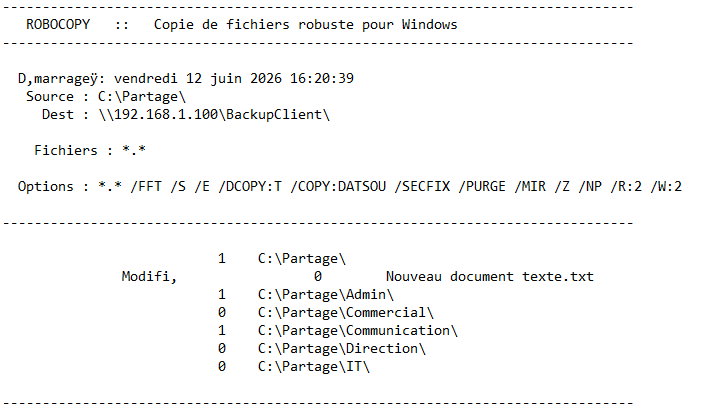 -------------------------------------------------------------------------------
ROBOCOPY     ::     Copie de fichiers robuste pour Windows
-------------------------------------------------------------------------------
D‚marrageÿ: vendredi 12 juin 2026 16:20:39
Source : C:\Partage\
Dest : \\192.168.1.100\BackupClient\
Fichiers : *.*
Options : *.* /FFT /S /E /DCOPY:T /COPY:DATSOU /SECFIX /PURGE /MIR /Z /NP /R:2 /W:2
-------------------------------------------------------------------------------
1    C:\Partage\
Modifi‚                 0        Nouveau document texte.txt
1    C:\Partage\Admin\
0    C:\Partage\Commercial\
1    C:\Partage\Communication\
0    C:\Partage\Direction\
0    C:\Partage\IT\
-------------------------------------------------------------------------------